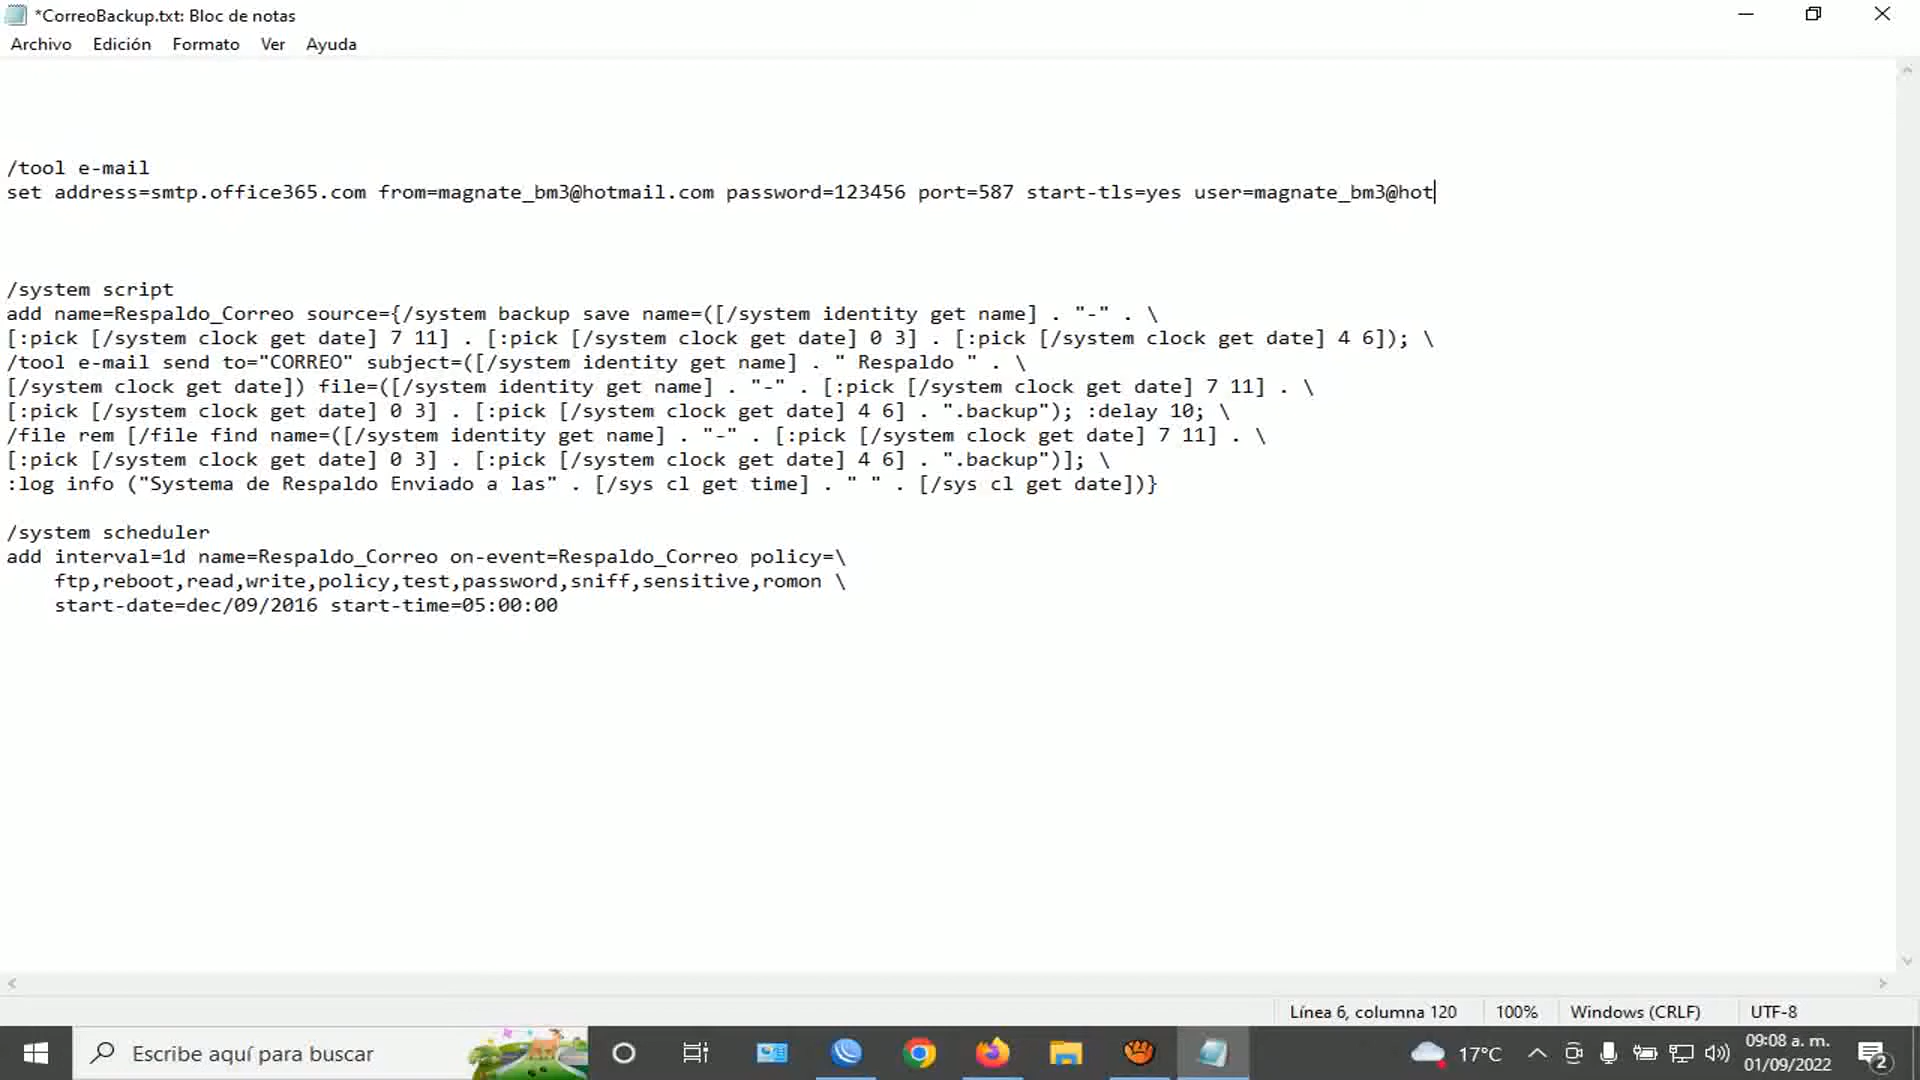 *CorreoBackup.txt: Bloc de notas
Archivo Edición Formato Ver Ayuda
/tool e-mail
set address=smtp.office365.com from=magnate_bm3@hotmail.com password=123456 port=587 start-tls=yes user=magnate_bm3@hot
/system script
add name=Respaldo_Correo source={/system backup save name=([/system identity get name] . "-" . \
[:pick [/system clock get date] 7 11] . [:pick [/system clock get date] 0 3] . [:pick [/system clock get date] 4 6]); \
/tool e-mail send to="CORREO" subject=([/system identity get name] . " Respaldo " . \
[/system clock get date]) file=([/system identity get name] . "-" . [:pick [/system clock get date] 7 11] . \
[:pick [/system clock get date] 0 3] . [:pick [/system clock get date] 4 6] . ".backup"); :delay 10; \
/file rem [/file find name=([/system identity get name] . "-" . [:pick [/system clock get date] 7 11] . \
[:pick [/system clock get date] 0 3] . [:pick [/system clock get date] 4 6] . ".backup")]; \
:log info ("Systema de Respaldo Enviado a las" . [/sys cl get time] . " " . [/sys cl get date])}
/system scheduler
add interval=1d name=Respaldo_Correo on-event=Respaldo_Correo policy=\
ftp,reboot,read,write,policy,test,password,sniff,sensitive,romon \
start-date=dec/09/2016 start-time=05:00:00
Línea 6, columna 120 100% Windows (CRLF) UTF-8
Escribe aquí para buscar
17°C
09:08 a. m.
01/09/2022
2